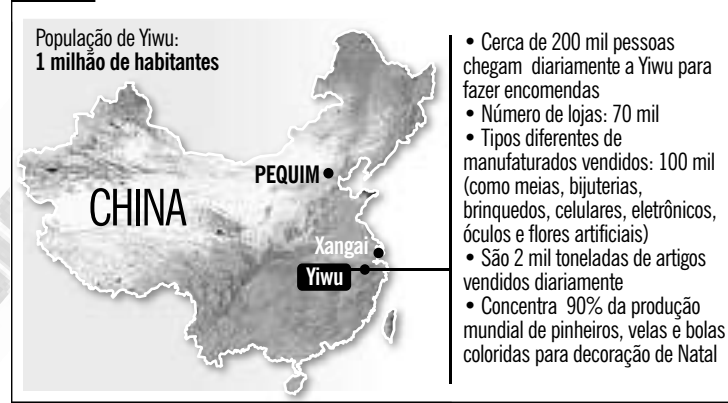 População de Yiwu:
1 milhão de habitantes
PEQUIM
CHINA
Xangai
Yiwu
• Cerca de 200 mil pessoas
chegam diariamente a Yiwu para
fazer encomendas
• Número de lojas: 70 mil
• Tipos diferentes de
manufaturados vendidos: 100 mil
(como meias, bijuterias,
brinquedos, celulares, eletrônicos,
óculos e flores artificiais)
• São 2 mil toneladas de artigos
vendidos diariamente
• Concentra 90% da produção
mundial de pinheiros, velas e bolas
coloridas para decoração de Natal